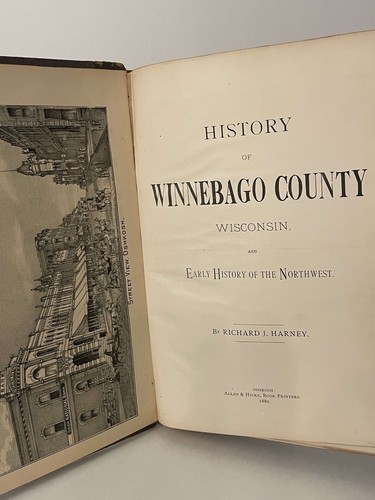 STREET VIEW, OSHKOSH.
HISTORY
OF
WINNEBAGO COUNTY
WISCONSIN,
AND
EARLY HISTORY OF THE NORTHWEST.
BY RICHARD J. HARNEY.
OSHKOSH:
ALLEN & HICKS, BOOK PRINTERS.
1880.